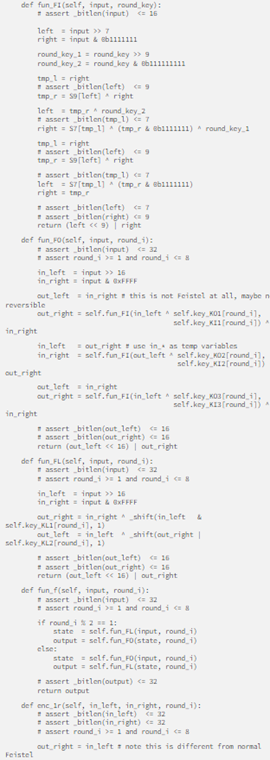 def fun_FI(self, input, round_key):
# assert _bitlen(input) <= 16
left = input >> 7
right = input & 0b1111111
round_key_1 = round_key >> 9
round_key_2 = round_key & 0b111111111
tmp_l = right
# assert _bitlen(left) <= 9
tmp_r = S9[left] ^ right
left = tmp_r ^ round_key_2
# assert _bitlen(tmp_l) <= 7
right = S7[tmp_l] ^ (tmp_r & 0b1111111) ^ round_key_1
tmp_l = right
# assert _bitlen(left) <= 9
tmp_r = S9[left] ^ right
# assert _bitlen(tmp_l) <= 7
left = S7[tmp_l] ^ (tmp_r & 0b1111111)
right = tmp_r
# assert _bitlen(left) <= 7
# assert _bitlen(right) <= 9
return (left << 9) | right
def fun_FO(self, input, round_i):
# assert _bitlen(input) <= 32
# assert round_i >= 1 and round_i <= 8
in_left = input >> 16
in_right = input & 0xFFFF
out_left = in_right # this is not Feistel at all, maybe n
reversible
out_right = self.fun_FI(in_left ^ self.key_KO1[round_i],
self.key_KI1[round_i]) ^
in_right
in_left = out_right # use in_* as temp variables
in_right = self.fun_FI(out_left ^ self.key_KO2[round_i],
self.key_KI2[round_i])
out_right
out_left = in_right
out_right = self.fun_FI(in_left ^ self.key_KO3[round_i],
self.key_KI3[round_i]) ^
in_right
# assert _bitlen(out_left) <= 16
# assert _bitlen(out_right) <= 16
return (out_left << 16) | out_right
def fun_FL(self, input, round_i):
# assert _bitlen(input) <= 32
# assert round_i >= 1 and round_i <= 8
in_left = input >> 16
in_right = input & 0xFFFF
out_right = in_right ^ _shift(in_left &
self.key_KL1[round_i], 1)
out_left = in_left ^ _shift(out_right |
self.key_KL2[round_i], 1)
# assert _bitlen(out_left) <= 16
# assert _bitlen(out_right) <= 16
return (out_left << 16) | out_right
def fun_f(self, input, round_i):
# assert _bitlen(input) <= 32
# assert round_i >= 1 and round_i <= 8
if round_i % 2 == 1:
state = self.fun_FL(input, round_i)
output = self.fun_FO(state, round_i)
else:
state = self.fun_FO(input, round_i)
output = self.fun_FL(state, round_i)
# assert _bitlen(output) <= 32
return output
def enc_1r(self, in_left, in_right, round_i):
# assert _bitlen(in_left) <= 32
# assert _bitlen(in_right) <= 32
# assert round_i >= 1 and round_i <= 8
out_right = in_left # note this is different from normal
Feistel